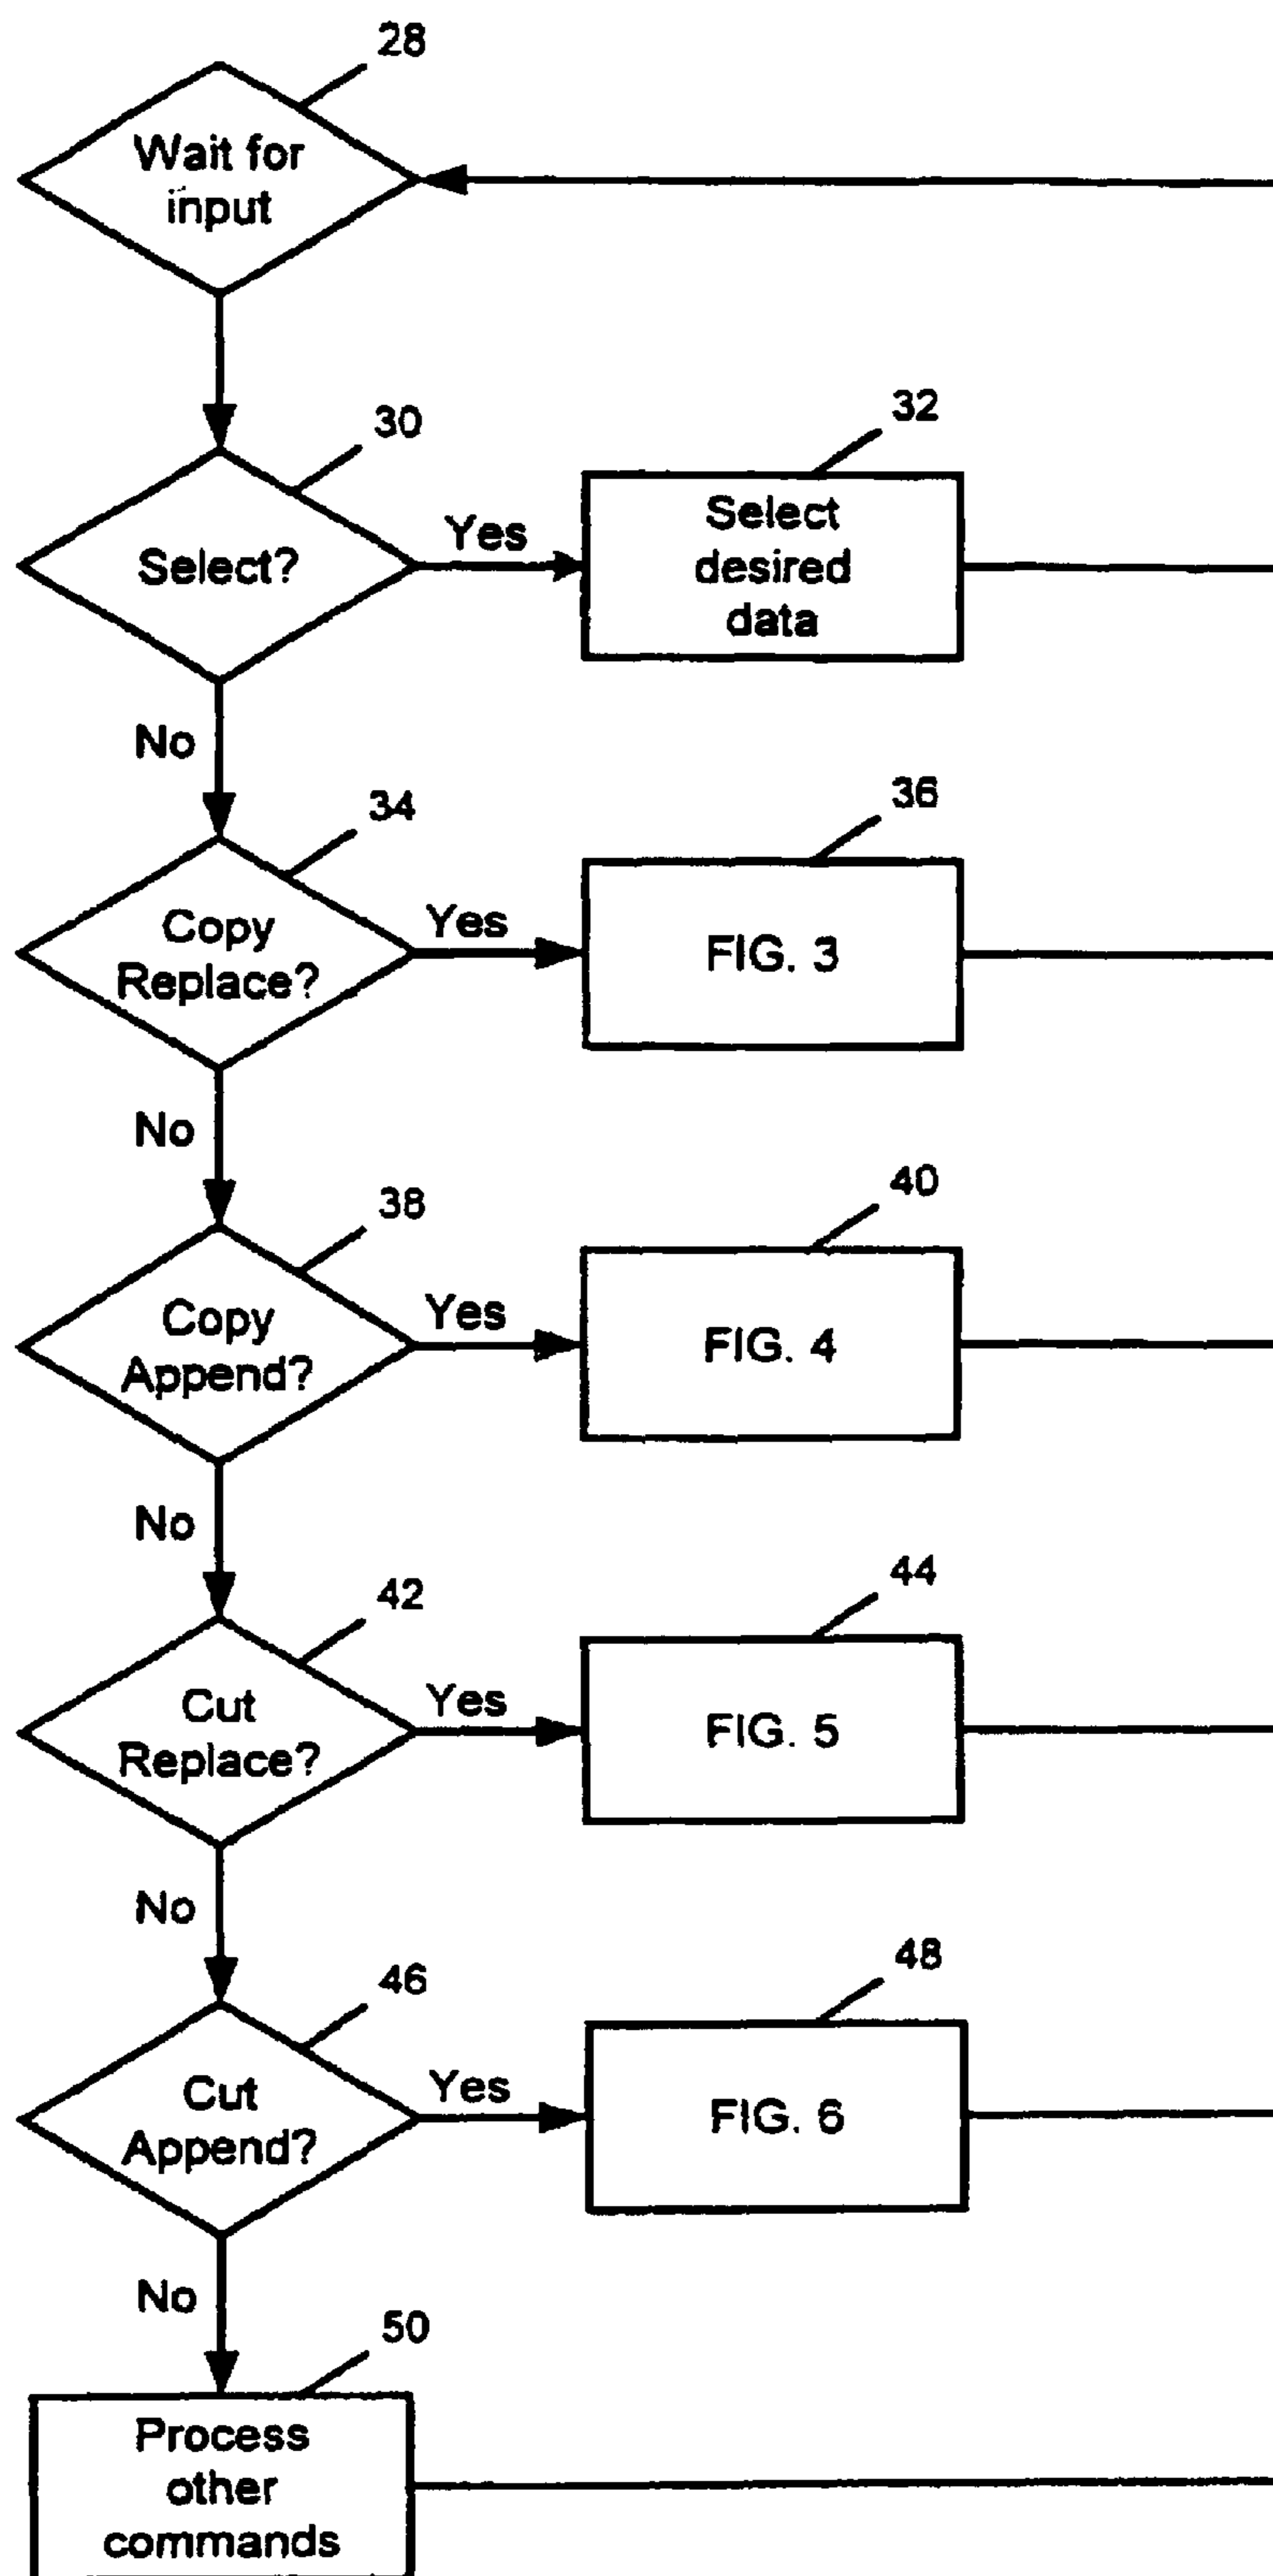 28
Wait for
input
30
Select?
Yes
32
Select
desired
data
No
34
Copy
Replace?
Yes
36
FIG. 3
No
38
Copy
Append?
Yes
40
FIG. 4
No
42
Cut
Replace?
Yes
44
FIG. 5
No
46
Cut
Append?
Yes
48
FIG. 6
No
50
Process
other
commands